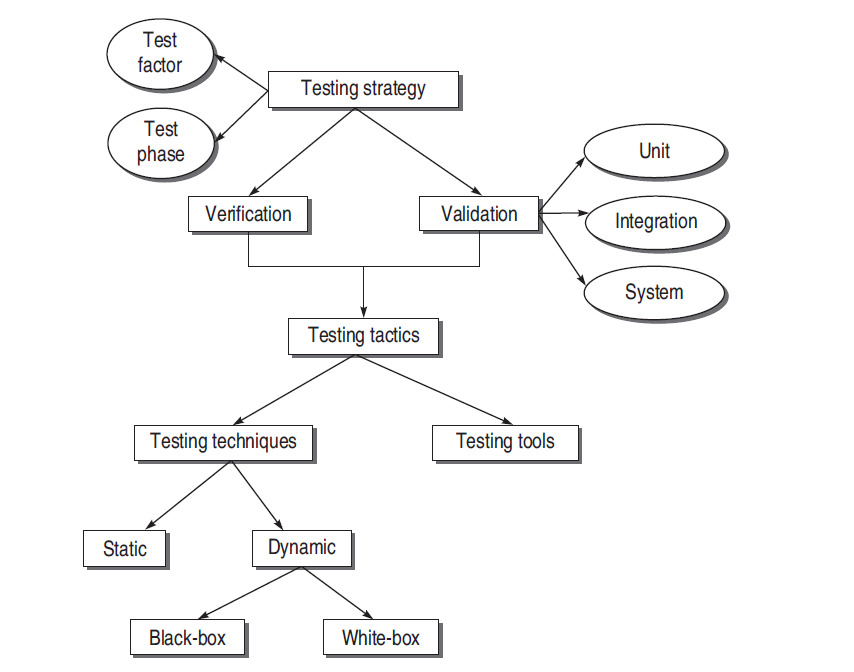 Test
factor
Testing strategy
Test
phase
Unit
Verification
Validation
Integration
System
Testing tactics
Testing techniques
Testing tools
Static
Dynamic
Black-box
White-box